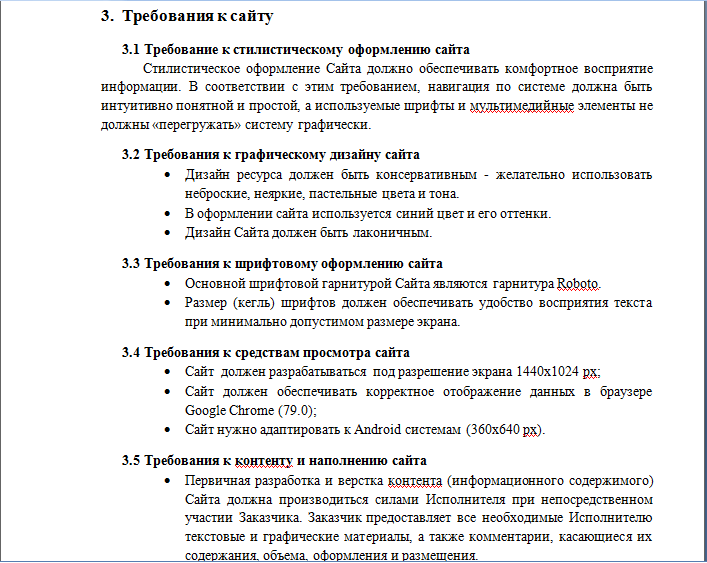 3. Требования к сайту
3.1 Требование к стилистическому оформлению сайта
Стилистическое оформление Сайта должно обеспечивать комфортное восприятие
информации. В соответствии с этим требованием, навигация по системе должна быть
интуитивно понятной и простой, а используемые шрифты и мультимедийные элементы не
должны «перегружать» систему графически.
3.2 Требования к графическому дизайну сайта
• Дизайн ресурса должен быть консервативным - желательно использовать
неброские, неяркие, пастельные цвета и тона.
• В оформлении сайта используется синий цвет и его оттенки.
• Дизайн Сайта должен быть лаконичным.
3.3 Требования к шрифтовому оформлению сайта
• Основной шрифтовой гарнитурой Сайта являются гарнитура Roboto.
• Размер (кегль) шрифтов должен обеспечивать удобство восприятия текста
при минимально допустимом размере экрана.
3.4 Требования к средствам просмотра сайта
• Сайт должен разрабатываться под разрешение экрана 1440x1024 px;
• Сайт должен обеспечивать корректное отображение данных в браузере
Google Chrome (79.0);
• Сайт нужно адаптировать к Android системам (360x640 px).
3.5 Требования к контенту и наполнению сайта
• Первичная разработка и верстка контента (информационного содержимого)
Сайта должна производиться силами Исполнителя при непосредственном
участии Заказчика. Заказчик предоставляет все необходимые Исполнителю
текстовые и графические материалы, а также комментарии, касающиеся их
содержания, объема, оформления и размещения.